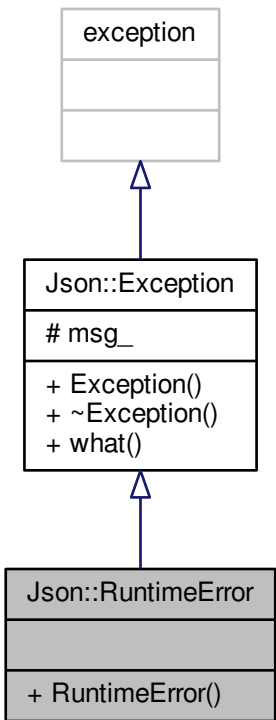 exception
Json::Exception
# msg_
+ Exception()
+ ~Exception()
+ what()
Json::RuntimeError
+ RuntimeError()